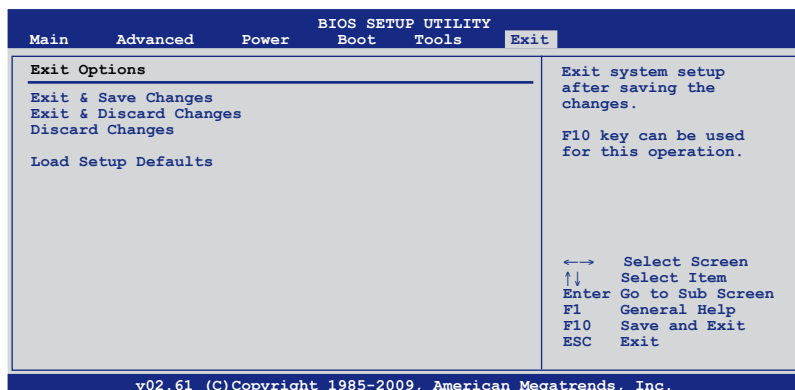 BIOS SETUP UTILITY
Main Advanced Power Boot Tools Exit
Exit Options
Exit & Save Changes
Exit & Discard Changes
Discard Changes
Load Setup Defaults
Exit system setup
after saving the
changes.
F10 key can be used
for this operation.
←→ Select Screen
↑↓ Select Item
Enter Go to Sub Screen
F1 General Help
F10 Save and Exit
ESC Exit
v02.61 (C)Copyright 1985-2009, American Megatrends, Inc.